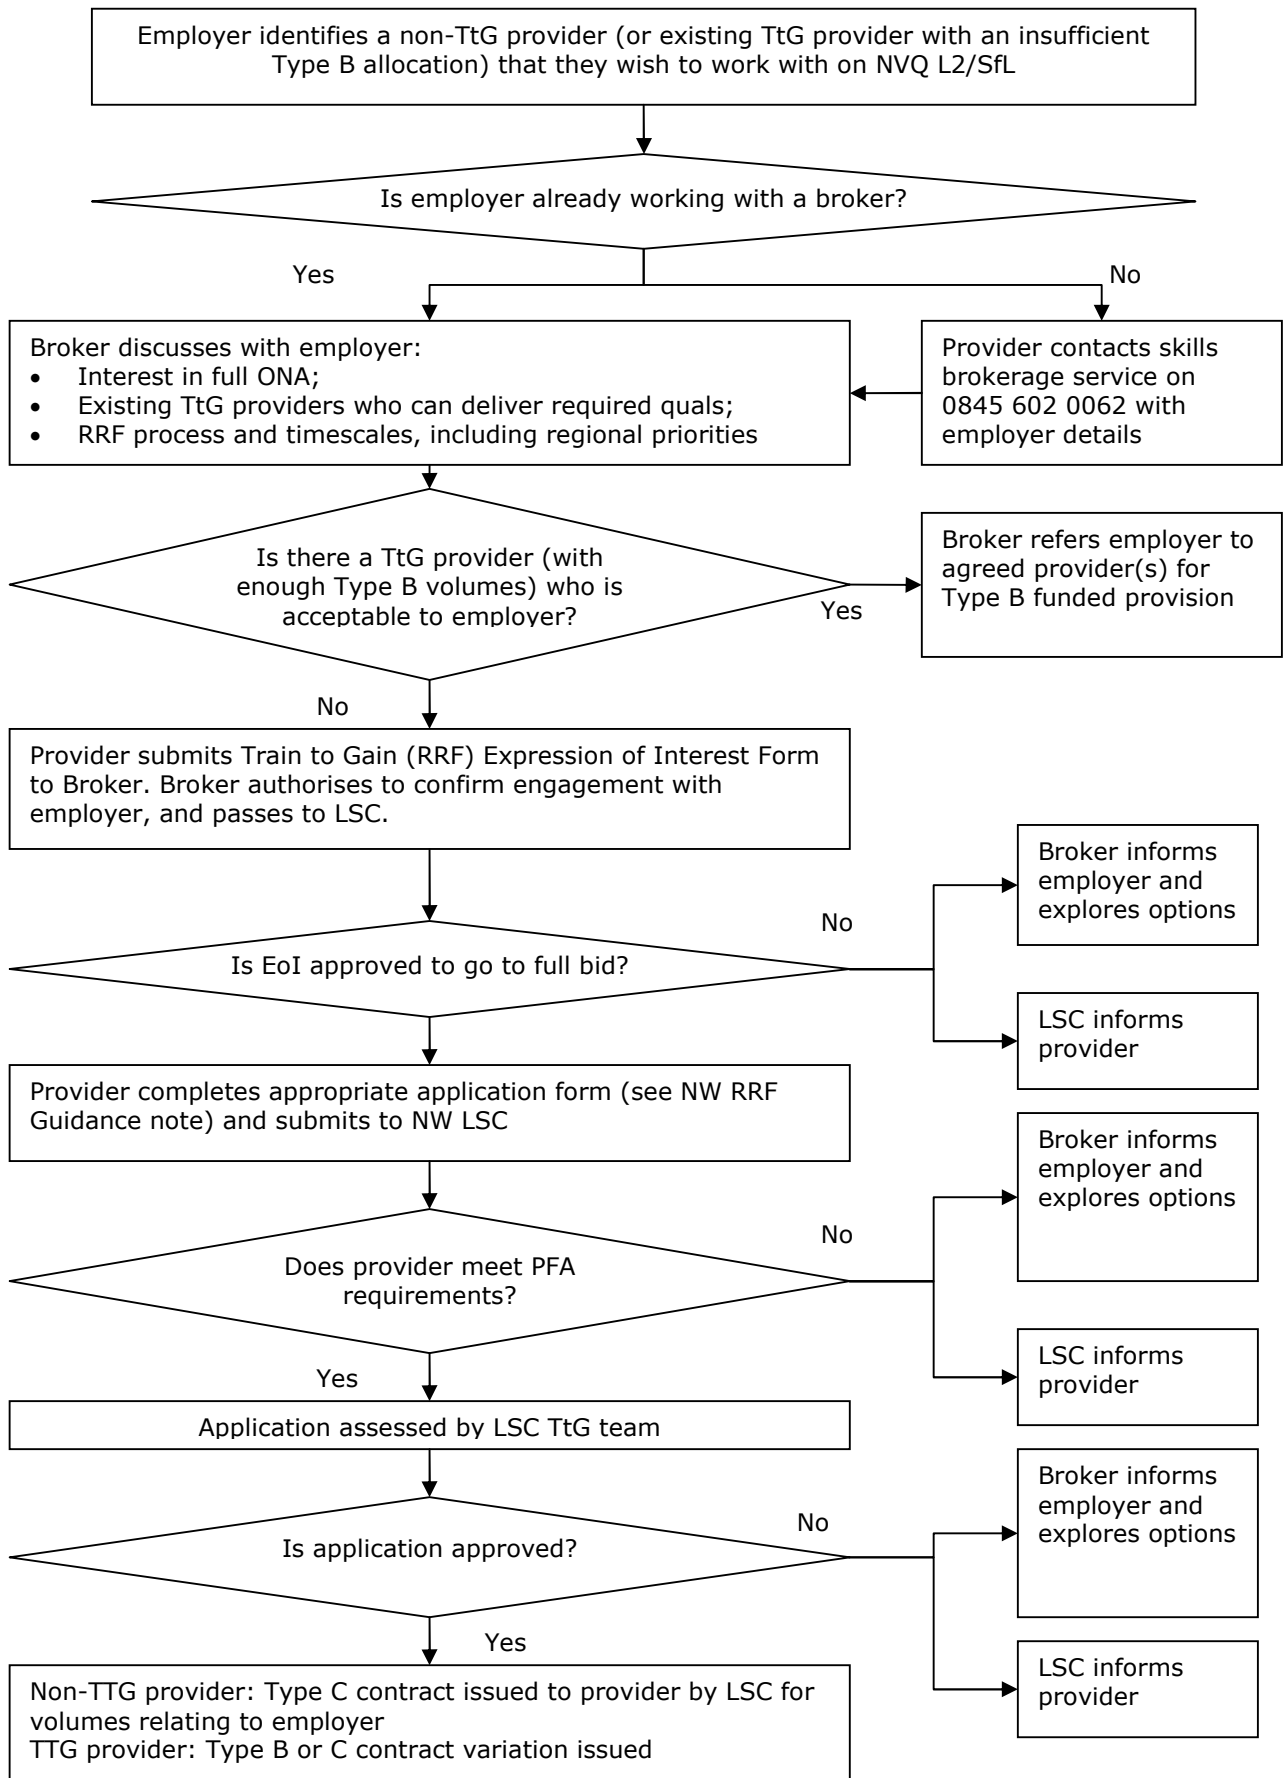 Employer identifies a non-TtG provider (or existing TtG provider with an insufficient
Type B allocation) that they wish to work with on NVQ L2/SfL
Is employer already working with a broker?
Yes
No
Broker discusses with employer:
• Interest in full ONA;
• Existing TtG providers who can deliver required quals;
• RRF process and timescales, including regional priorities
Provider contacts skills
brokerage service on
0845 602 0062 with
employer details
Is there a TtG provider (with
enough Type B volumes) who is
acceptable to employer?
Yes
Broker refers employer to
agreed provider(s) for
Type B funded provision
No
Provider submits Train to Gain (RRF) Expression of Interest Form
to Broker. Broker authorises to confirm engagement with
employer, and passes to LSC.
Is EoI approved to go to full bid?
No
Broker informs
employer and
explores options
LSC informs
provider
Provider completes appropriate application form (see NW RRF
Guidance note) and submits to NW LSC
Does provider meet PFA
requirements?
No
Broker informs
employer and
explores options
LSC informs
provider
Yes
Application assessed by LSC TtG team
Is application approved?
No
Broker informs
employer and
explores options
LSC informs
provider
Yes
Non-TTG provider: Type C contract issued to provider by LSC for
volumes relating to employer
TTG provider: Type B or C contract variation issued